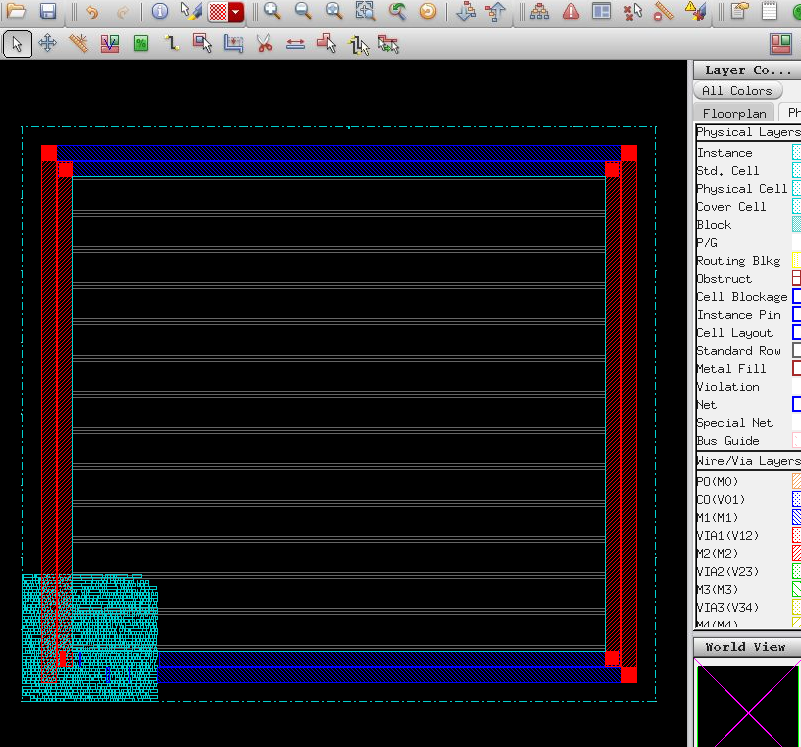 Layer Co...
All Colors
Floorplan Ph
Physical Layers
Instance
Std. Cell
Physical Cell
Cover Cell
Block
P/G
Routing Blkg
Obstruct
Cell Blockage
Instance Pin
Cell Layout
Standard Row
Metal Fill
Violation
Net
Special Net
Bus Guide
Wire/Via Layers
PO(M0)
CO(V01)
M1(M1)
VIA1(V12)
M2(M2)
VIA2(V23)
M3(M3)
VIA3(V34)
M4(M4)
World View